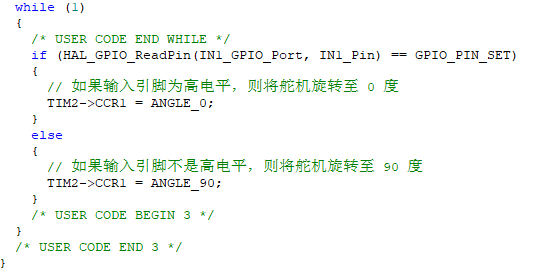 while (1)
{
/* USER CODE END WHILE */
if (HAL_GPIO_ReadPin(IN1_GPIO_Port, IN1_Pin) == GPIO_PIN_SET)
{
// 如果输入引脚为高电平，则将舵机旋转至 0 度
TIM2->CCR1 = ANGLE_0;
}
else
{
// 如果输入引脚不是高电平，则将舵机旋转至 90 度
TIM2->CCR1 = ANGLE_90;
}
/* USER CODE BEGIN 3 */
}
/* USER CODE END 3 */
}